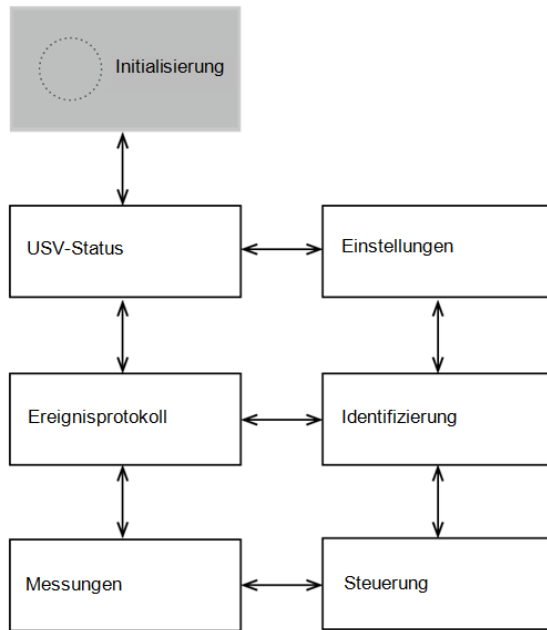 Initialisierung
USV-Status
Einstellungen
Ereignisprotokoll
Identifizierung
Messungen
Steuerung